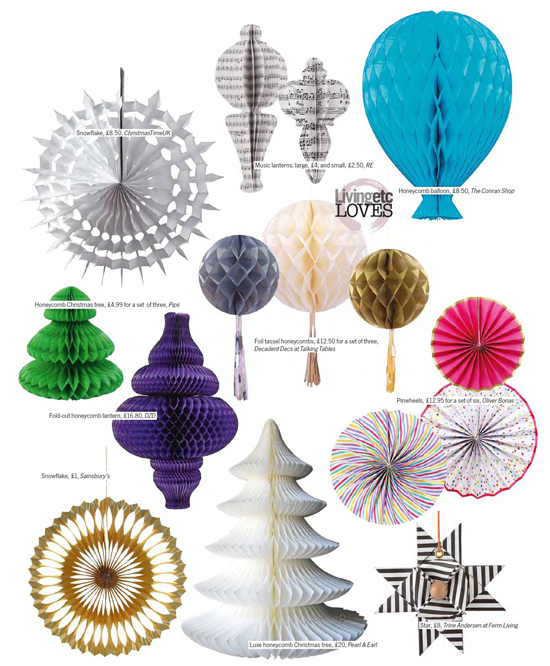 Snowflake, £8.50, ChristmasTimeUK
Music lanterns: large, £4; and small, £2.50, RE
Honeycomb balloon, £8.50, The Conran Shop
Livingetc
LOVES
Honeycomb Christmas tree, £4.99 for a set of three, Pipii
Foil tassel honeycombs, £12.50 for a set of three,
Decadent Decs at Talking Tables
Pinwheels, £12.95 for a set of six, Oliver Bonas
Fold-out honeycomb lantern, £16.80, DZD
Snowflake, £1, Sainsbury's
Star, £8, Trine Andersen at Ferm Living
Luxe honeycomb Christmas tree, £20, Pearl & Earl